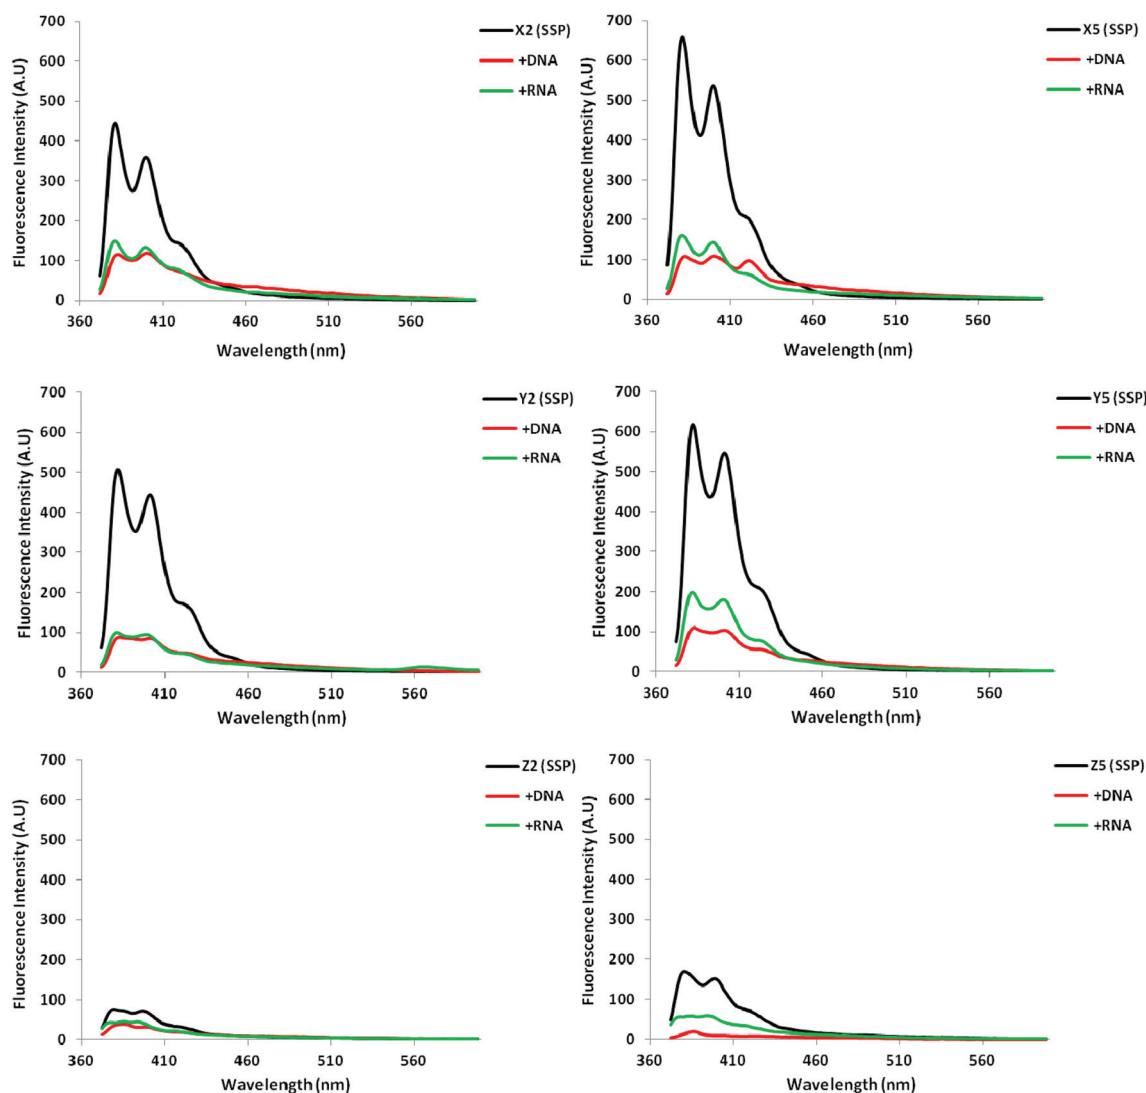 700
600
500
400
300
200
100
0
Fluorescence Intensity (A.U)
360 410 460 510 560
Wavelength (nm)
X2 (SSP)
+DNA
+RNA
700
600
500
400
300
200
100
0
Fluorescence Intensity (A.U)
360 410 460 510 560
Wavelength (nm)
X5 (SSP)
+DNA
+RNA
700
600
500
400
300
200
100
0
Fluorescence Intensity (A.U)
360 410 460 510 560
Wavelength (nm)
Y2 (SSP)
+DNA
+RNA
700
600
500
400
300
200
100
0
Fluorescence Intensity (A.U)
360 410 460 510 560
Wavelength (nm)
Y5 (SSP)
+DNA
+RNA
700
600
500
400
300
200
100
0
Fluorescence Intensity (A.U)
360 410 460 510 560
Wavelength (nm)
Z2 (SSP)
+DNA
+RNA
700
600
500
400
300
200
100
0
Fluorescence Intensity (A.U)
360 410 460 510 560
Wavelength (nm)
Z5 (SSP)
+DNA
+RNA